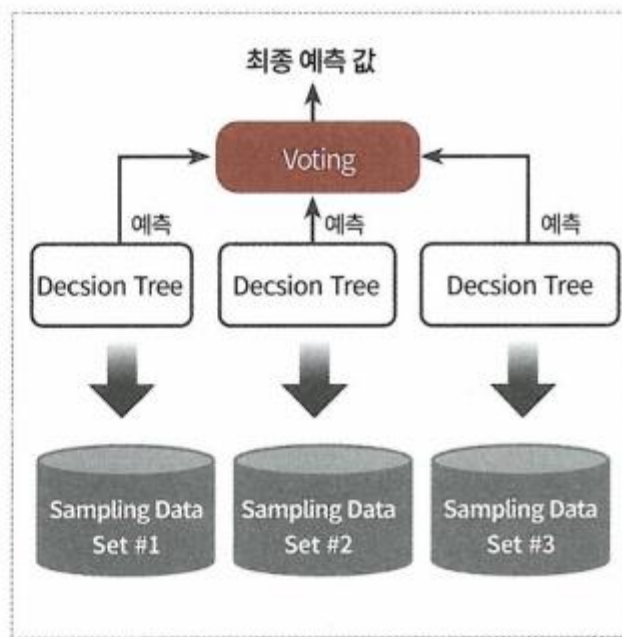 최종 예측 값
Voting
예측 예측 예측
Decsion Tree Decsion Tree Decsion Tree
Sampling Data Sampling Data Sampling Data
Set #1 Set #2 Set #3